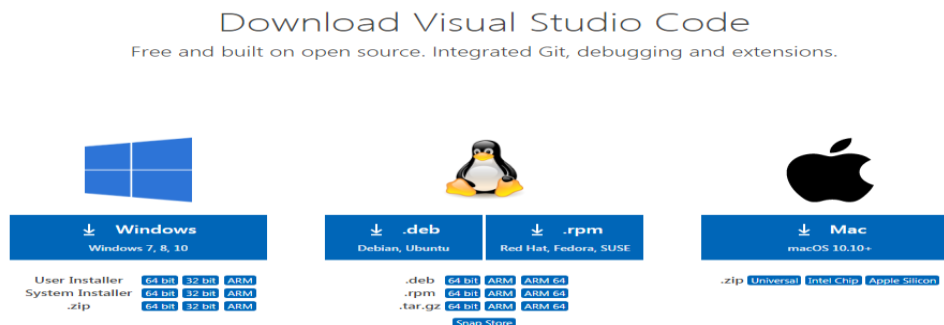 Download Visual Studio Code
Free and built on open source. Integrated Git, debugging and extensions.
Windows
Windows 7, 8, 10
User Installer 64 bit 32 bit ARM
System Installer 64 bit 32 bit ARM
.zip 64 bit 32 bit ARM
.deb
Debian, Ubuntu
.rpm
Red Hat, Fedora, SUSE
.deb 64 bit ARM ARM 64
.rpm 64 bit ARM ARM 64
.tar.gz 64 bit ARM ARM 64
Snap Store
Mac
macOS 10.10+
.zip Universal Intel Chip Apple Silicon